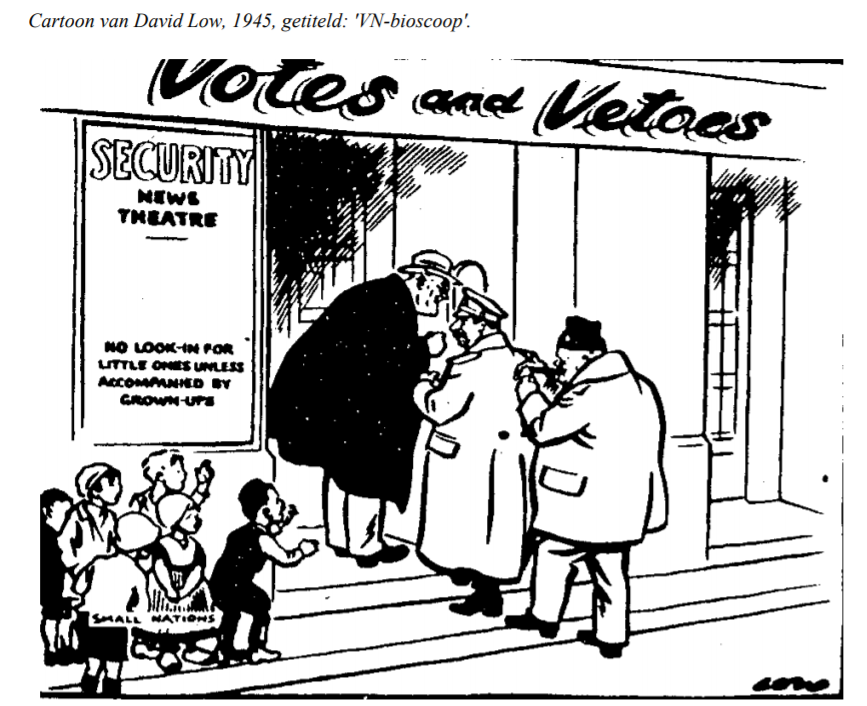 Cartoon van David Low, 1945, getiteld: 'VN-bioscoop'.
Votes and Vetoes
SECURITY
NEWS
THEATRE
NO LOOK-IN FOR
LITTLE ONES UNLESS
ACCOMPANIED BY
GROWN-UPS
SMALL NATIONS
LOW